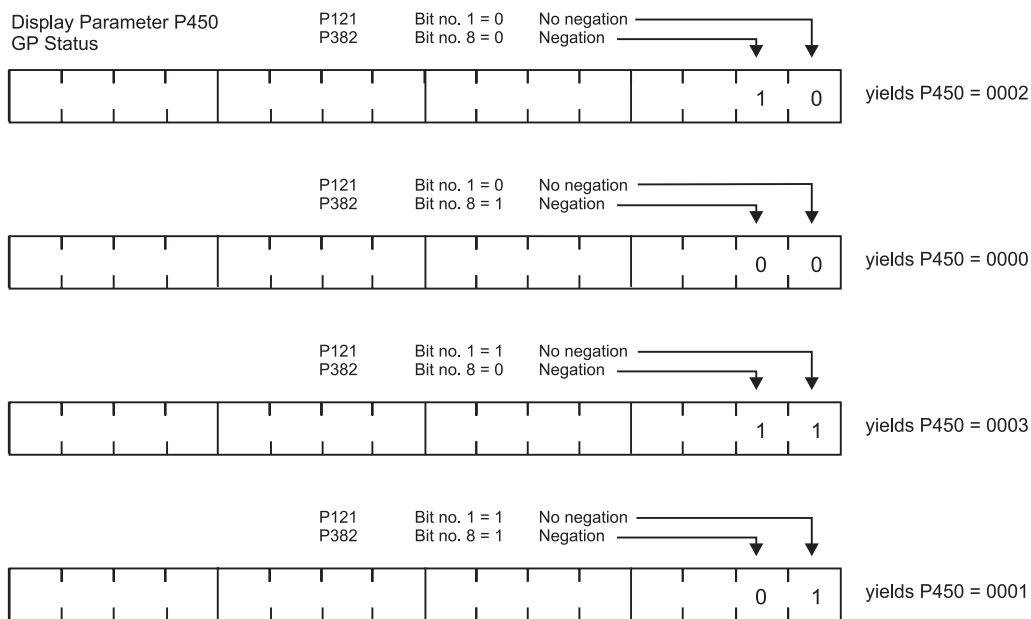 Display Parameter P450
GP Status
P121 Bit no. 1 = 0 No negation
P382 Bit no. 8 = 0 Negation
1 0 yields P450 = 0002
P121 Bit no. 1 = 0 No negation
P382 Bit no. 8 = 1 Negation
0 0 yields P450 = 0000
P121 Bit no. 1 = 1 No negation
P382 Bit no. 8 = 0 Negation
1 1 yields P450 = 0003
P121 Bit no. 1 = 1 No negation
P382 Bit no. 8 = 1 Negation
0 1 yields P450 = 0001